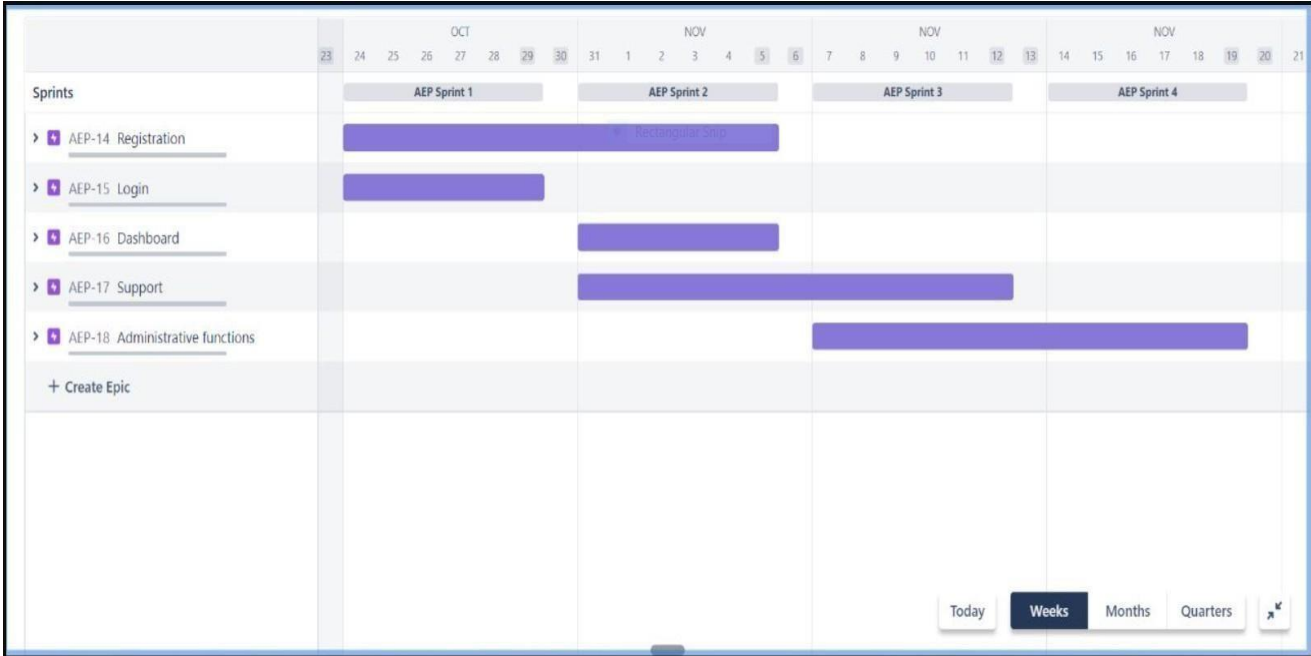 OCT NOV NOV NOV
23 24 25 26 27 28 29 30 31 1 2 3 4 5 6 7 8 9 10 11 12 13 14 15 16 17 18 19 20 21
Sprints AEP Sprint 1 AEP Sprint 2 AEP Sprint 3 AEP Sprint 4
AEP-14 Registration Rectangular Snip
AEP-15 Login
AEP-16 Dashboard
AEP-17 Support
AEP-18 Administrative functions
+ Create Epic
Today Weeks Months Quarters